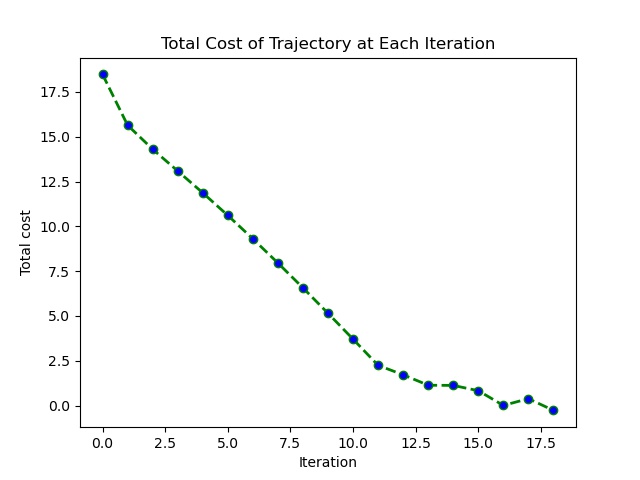 Total Cost of Trajectory at Each Iteration
17.5
15.0
12.5
10.0
7.5
5.0
2.5
0.0
Total cost
0.0 2.5 5.0 7.5 10.0 12.5 15.0 17.5
Iteration